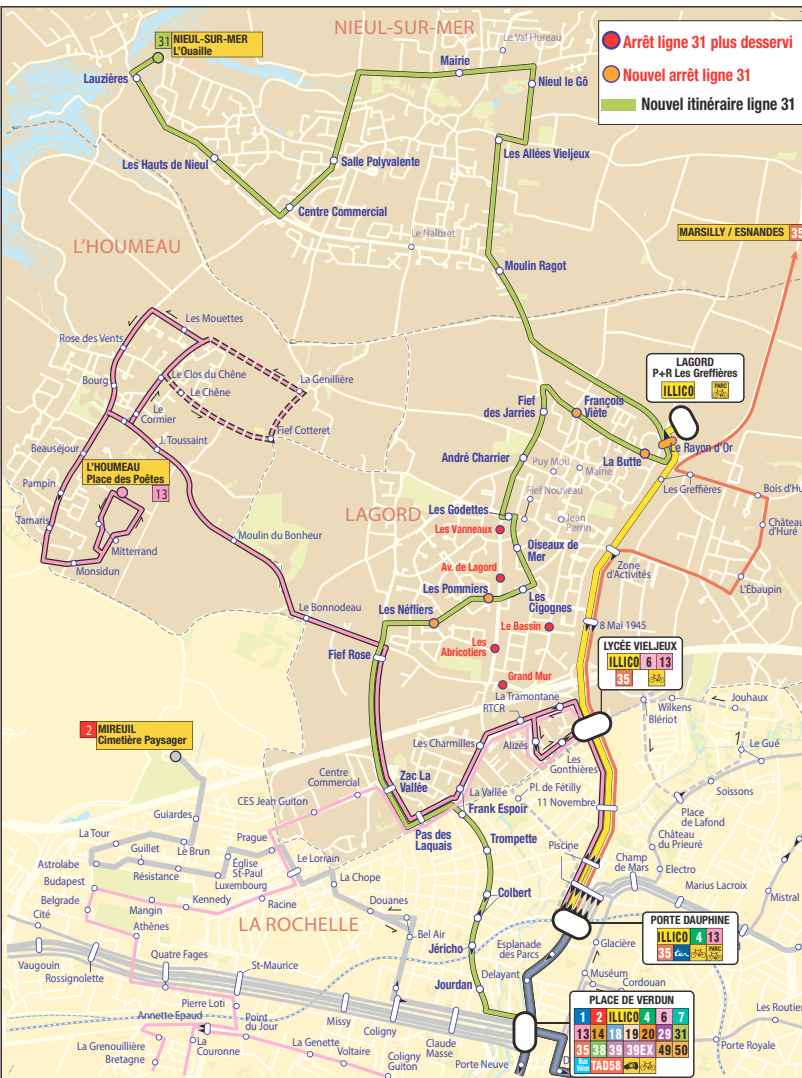 NIEUL-SUR-MER
31 NIEUL-SUR-MER
L'Ouaille
Le Val Hureau
Arrêt ligne 31 plus desservi
Nouvel arrêt ligne 31
Nouvel itinéraire ligne 31
Lauzières
Mairie
Nieul le Gô
Les Hauts de Nieul
Salle Polyvalente
Les Allées Vieljeux
Centre Commercial
Le Nalbret
L'HOUMEAU
MARSILLY / ESNANDES 35
Moulin Ragot
Les Mouettes
Rose des Vents
Bourg
Le Clos du Chêne
Le Chêne
La Genillière
Le
Cormier
Fief Cotteret
J. Toussaint
Beauséjour
L'HOUMEAU
Place des Poêtes
13
Pampin
Tamaris
Mitterrand
Monsidun
Moulin du Bonheur
Le Bonnodeau
LAGORD
P+R Les Greffières
ILLICO PARC
Fief
des Jarries
François
Viète
La Butte
Le Rayon d'Or
André Charrier
Puy Mou
Mairie
Les Greffières
Fief Nouveau
Bois d'Hu
LAGORD
Les Godettes
Les Vanneaux
Jean
Perrin
Château
d'Huré
Oiseaux de
Mer
Av. de Lagord
Zone
d'Activités
L'Ébaupin
Les Pommiers
Les
Cigognes
Les Néfliers
Le Bassin
8 Mai 1945
Fief Rose
Les
Abricotiers
LYCÉE VIELJEUX
ILLICO 6 13
35
Grand Mur
La Tramontane
RTCR
Wilkens
Blériot
Jouhaux
2 MIREUIL
Cimetière Paysager
Les Charmilles
Alizés
Les
Gonthières
Le Gué
Centre
Commercial
Zac La
Vallée
La Vallée
Pl. de Fétilly
11 Novembre
Soissons
CES Jean Guiton
Frank Espoir
Guiardes
Pas des
Laquais
Place
de Lafond
La Tour
Guillet
Le Brun
Prague
Trompette
Piscine
Château
du Prieuré
Astrolabe
Résistance
Église
St-Paul
Le Lorrain
Champ
de Mars
Electro
Budapest
Luxembourg
La Chope
Marius Lacroix
Belgrade
Mangin
Kennedy
Racine
Douanes
Colbert
Mistral
Cité
Athènes
LA ROCHELLE
Bel Air
PORTE DAUPHINE
ILLICO 4 13
35 ter PARC
Jéricho
Esplanade
des Parcs
Glacière
Vaugouin
Rossignolette
Quatre Fages
St-Maurice
Delayant
Muséum
Cordouan
Jourdan
Annette Epaud
Pierre Loti
Point
du Jour
Missy
PLACE DE VERDUN
1 2 ILLICO 4 6 7
13 14 18 19 20 29 31
35 38 39 39EX 49 50
Bus
Vélos TAD58
Les Routier
Coligny
La Grenouillère
Bretagne
La
Couronne
La Genette
Voltaire
Claude
Masse
Coligny
Guiton
Porte Neuve
D
Porte Royale